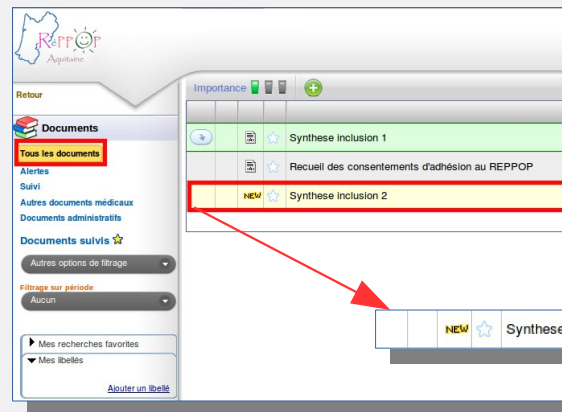 RéPPOP
Aquitaine
Retour
Importance
Documents
Tous les documents
Alertes
Suivi
Autres documents médicaux
Documents administratifs
Documents suivis
Autres options de filtrage
Filtrage sur période
Aucun
Mes recherches favorites
Mes libellés
Ajouter un libellé
Synthese inclusion 1
Recueil des consentements d'adhésion au REPPOP
NEW Synthese inclusion 2
NEW Synthese